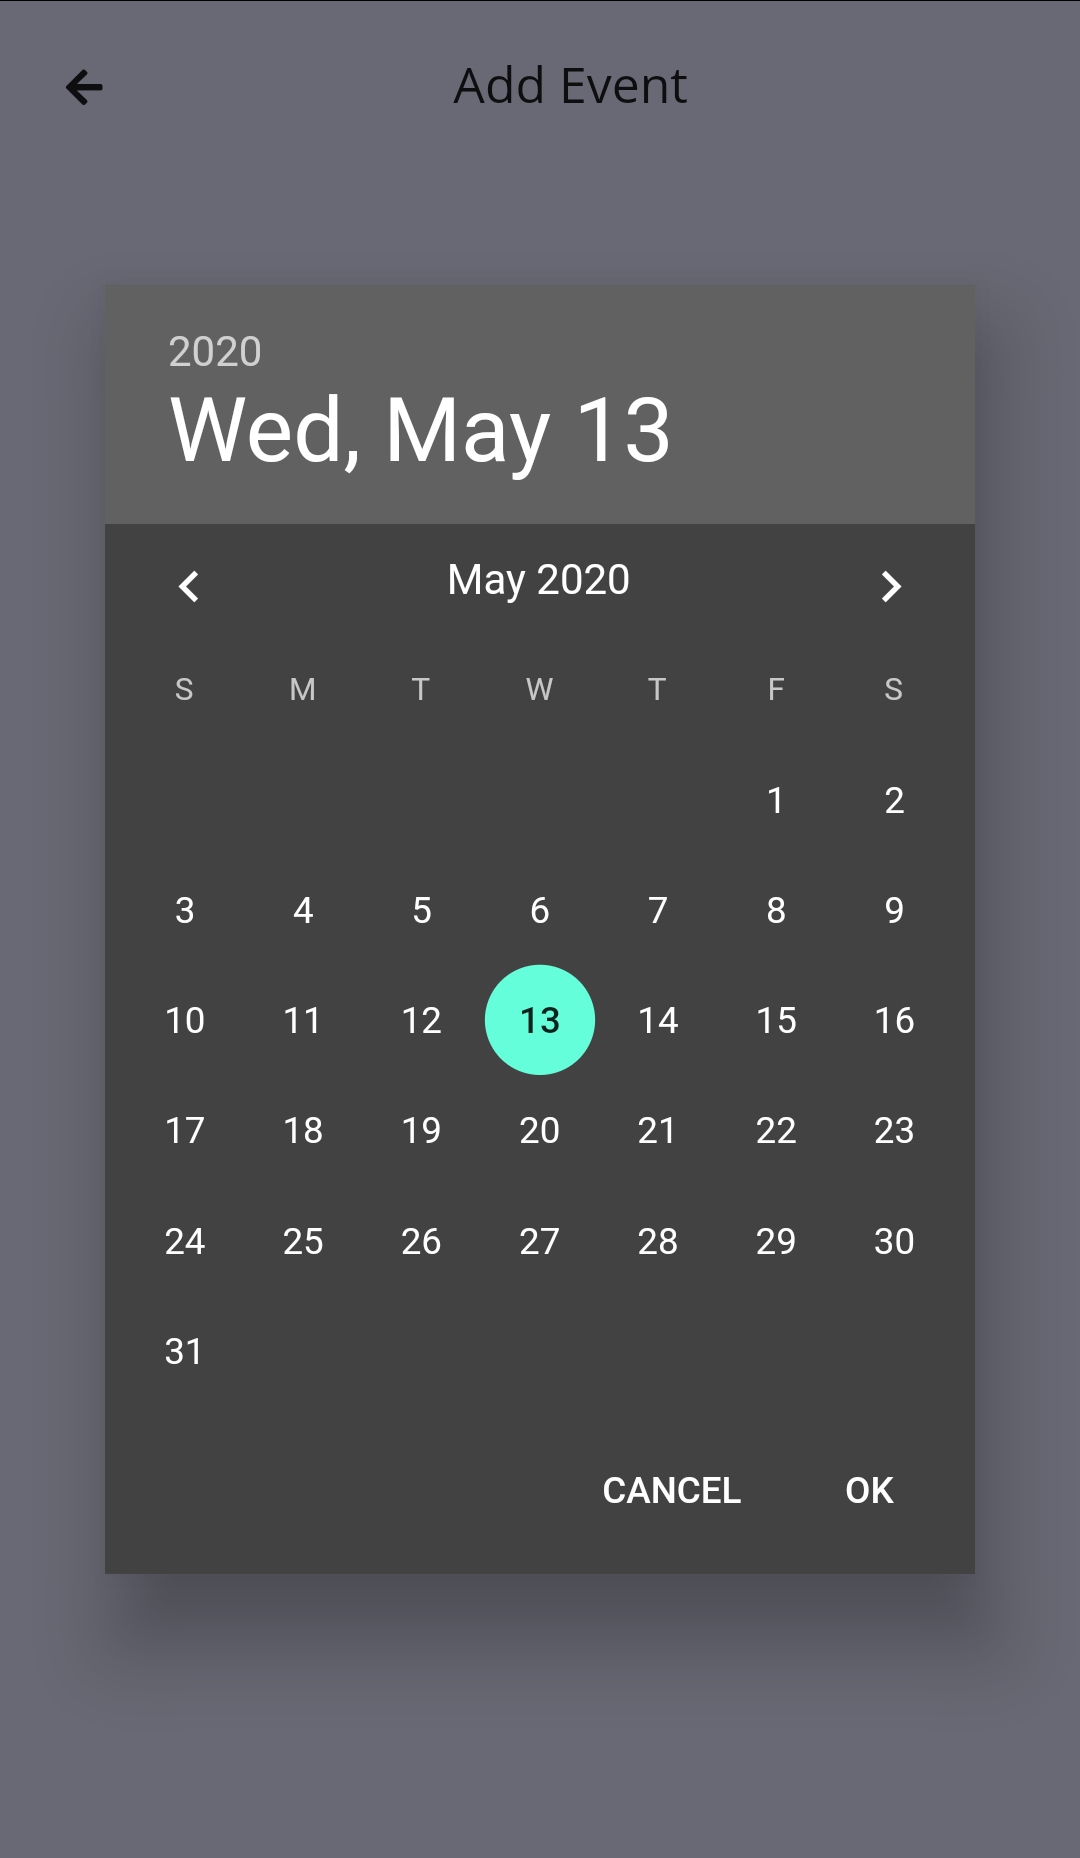 Add Event
2020
Wed, May 13
May 2020
S M T W T F S
1 2
3 4 5 6 7 8 9
10 11 12 13 14 15 16
17 18 19 20 21 22 23
24 25 26 27 28 29 30
31
CANCEL OK